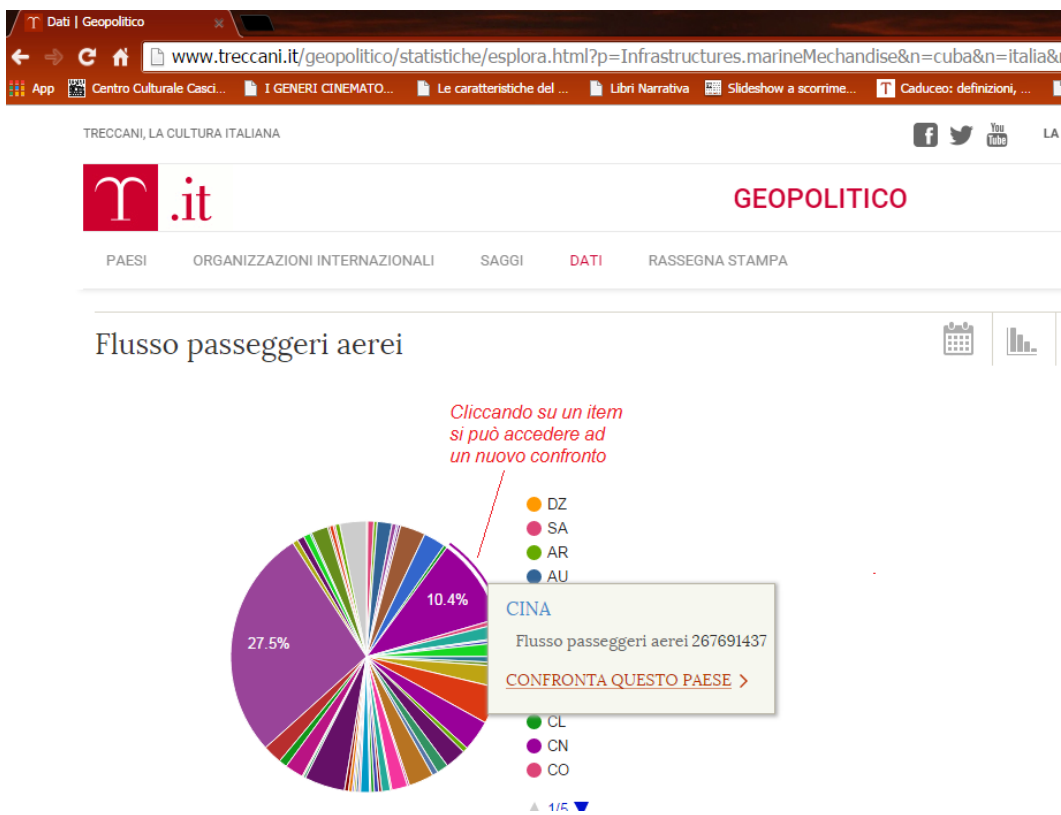 Dati | Geopolitico
www.treccani.it/geopolitico/statistiche/esplora.html?p=Infrastructures.marineMechandise&n=cuba&n=italia&
App Centro Culturale Casci... I GENERI CINEMATO... Le caratteristiche del ... Libri Narrativa Slideshow a scorrime... T Caduceo: definizioni, ...
TRECCANI, LA CULTURA ITALIANA
f You Tube LA
.it
GEOPOLITICO
PAESI ORGANIZZAZIONI INTERNAZIONALI SAGGI DATI RASSEGNA STAMPA
Flusso passeggeri aerei
Cliccando su un item
si può accedere ad
un nuovo confronto
DZ
SA
AR
AU
10.4%
27.5%
CINA
Flusso passeggeri aerei 267691437
CONFRONTA QUESTO PAESE >
CL
CN
CO
1/5